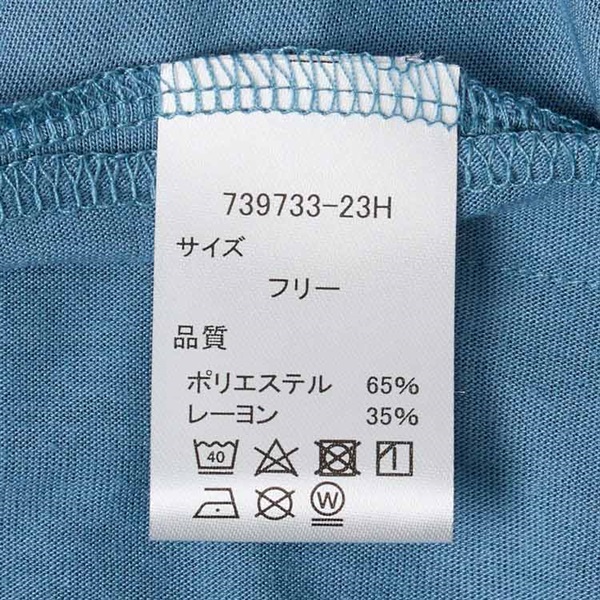 739733-23H
サイズ
フリー
品質
ポリエステル 65%
レーヨン 35%
40
W